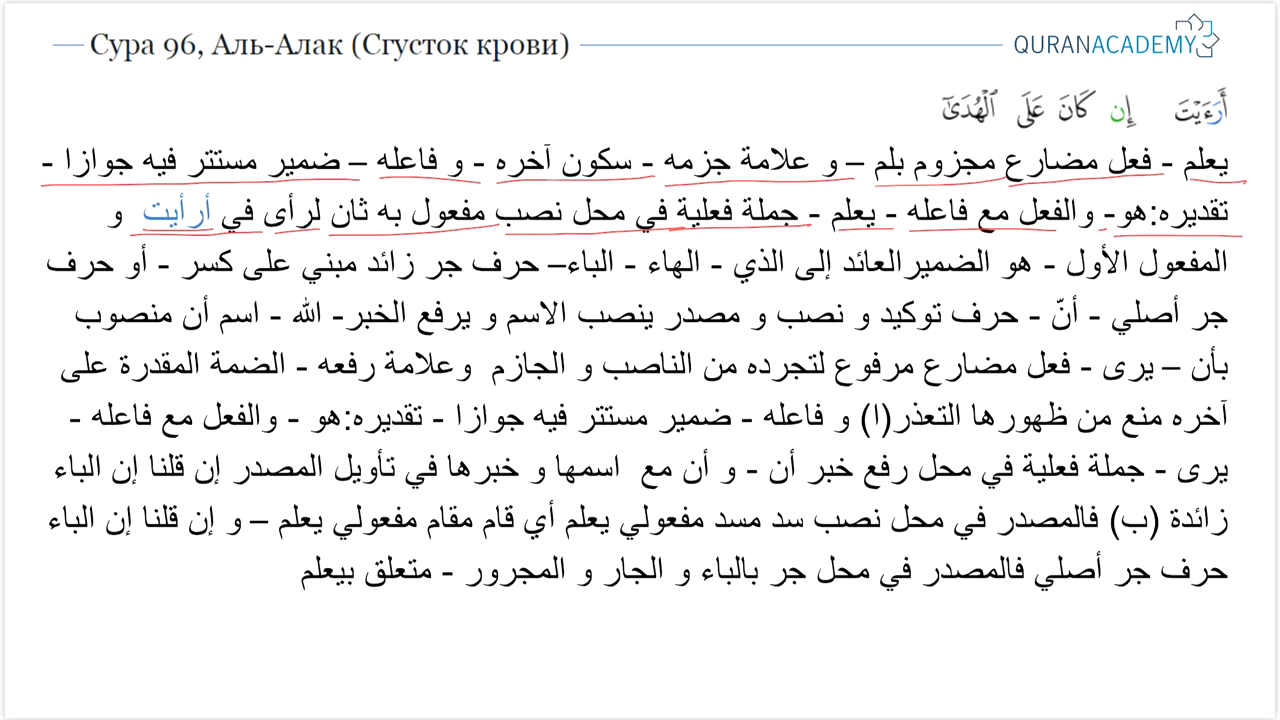 Сура 96, Аль-Алак (Сгусток крови)
QURANACADEMY
أَرَءَيْتَ إِن كَانَ عَلَى ٱلْهُدَىٰٓ
يعلم - فعل مضارع مجزوم بلم – و علامة جزمه - سكون آخره - و فاعله – ضمير مستتر فيه جوازا -
تقديره:هو- والفعل مع فاعله - يعلم - جملة فعلية في محل نصب مفعول به ثان لرأى في أرأيت و
المفعول الأول - هو الضميرالعائد إلى الذي - الهاء - الباء– حرف جر زائد مبني على كسر - أو حرف
جر أصلي - أنّ - حرف توكيد و نصب و مصدر ينصب الاسم و يرفع الخبر- الله - اسم أن منصوب
بأن – يرى - فعل مضارع مرفوع لتجرده من الناصب و الجازم وعلامة رفعه - الضمة المقدرة على
آخره منع من ظهورها التعذر(ا) و فاعله - ضمير مستتر فيه جوازا - تقديره:هو - والفعل مع فاعله -
يرى - جملة فعلية في محل رفع خبر أن - و أن مع اسمها و خبرها في تأويل المصدر إن قلنا إن الباء
زائدة (ب) فالمصدر في محل نصب سد مسد مفعولي يعلم أي قام مقام مفعولي يعلم – و إن قلنا إن الباء
حرف جر أصلي فالمصدر في محل جر بالباء و الجار و المجرور - متعلق بيعلم